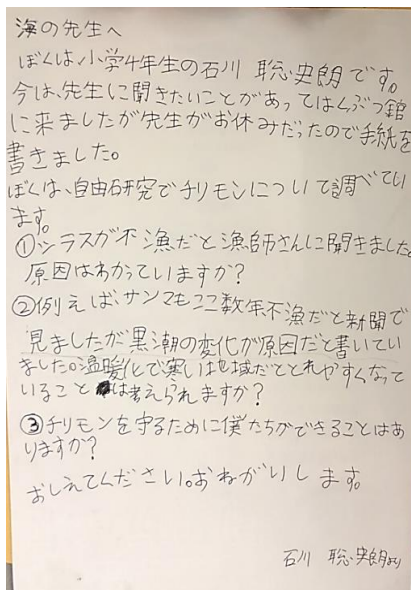 海の先生へ
ぼくは、小学4年生の石川 聡史朗です。
今は、先生に聞きたいことがあってはくぶつ館
に来ましたが先生がお休みだったので手紙を
書きました。
ぼくは、自由研究でチリモンについて調べてい
ます。
①シラスが不漁だと漁師さんに聞きました。
原因はわかっていますか?
②例えば、サンマもここ数年、不漁だと新聞で
見ましたが黒潮の変化が原因だと書いてい
ました。温暖化で寒い地域だととれやすくなって
いることは考えられますか?
③チリモンを守るために僕たちができることはあ
りますか?
おしえてください。おねがいします。
石川 聡史朗より